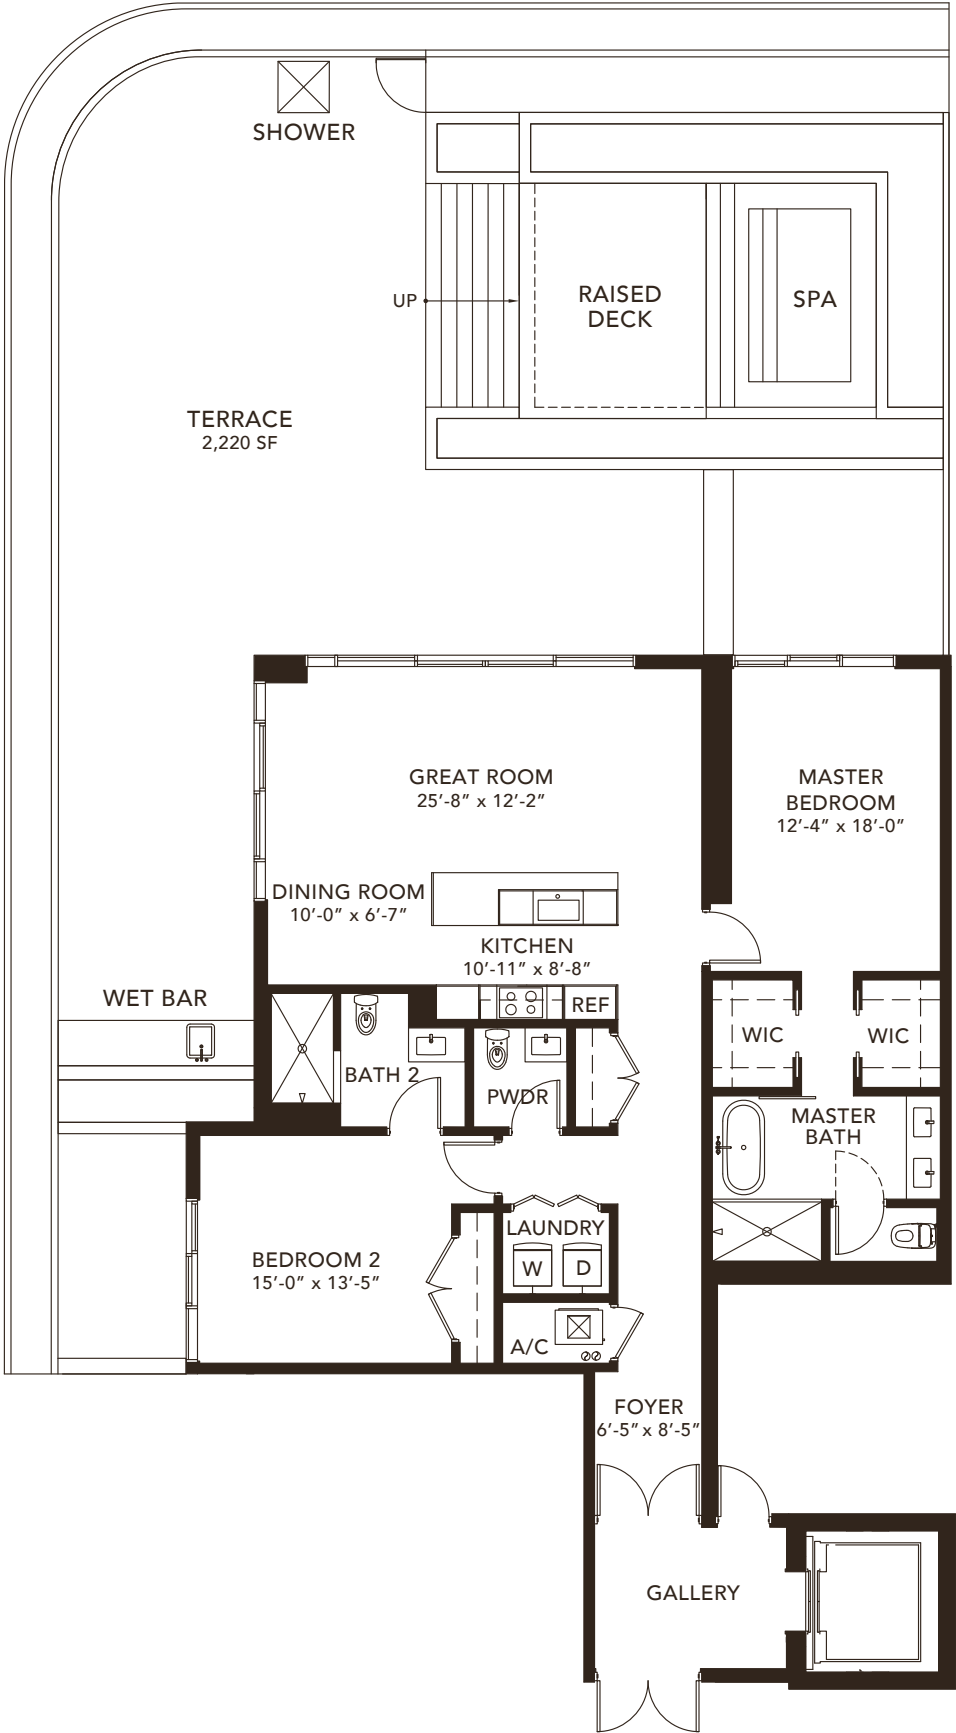 SHOWER
UP
RAISED
DECK
SPA
TERRACE
2,220 SF
GREAT ROOM
25'-8" x 12'-2"
MASTER
BEDROOM
12'-4" x 18'-0"
DINING ROOM
10'-0" x 6'-7"
KITCHEN
10'-11" x 8'-8"
WET BAR
REF
WIC
WIC
BATH 2
PWDR
MASTER
BATH
LAUNDRY
W
D
BEDROOM 2
15'-0" x 13'-5"
A/C
FOYER
6'-5" x 8'-5"
GALLERY